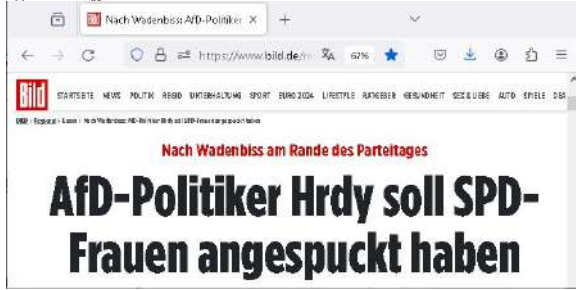 Nach Wadenbiss: AfD-Politiker
https://www.bild.de/re 67%
Bild
STARTSEITE NEWS POLITIK REGIO UNTERHALTUNG SPORT EURO 2024 LIFESTYLE RATGEBER GESUNDHEIT SEX & LIEBE AUTO SPIELE DEA
Nach Wadenbiss am Rande des Parteitages
AfD-Politiker Hrdy soll SPD-
Frauen angespuckt haben